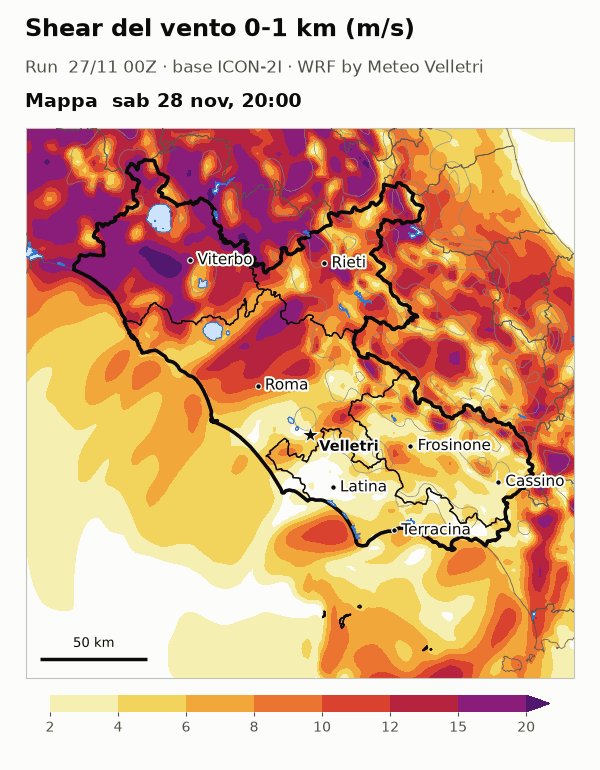 Shear del vento 0-1 km (m/s)
Run  27/11 00Z · base ICON-2I · WRF by Meteo Velletri
Mappa  sab 28 nov, 20:00
Viterbo
Rieti
Roma
Velletri
Frosinone
Cassino
Latina
Terracina
50 km
2 4 6 8 10 12 15 20